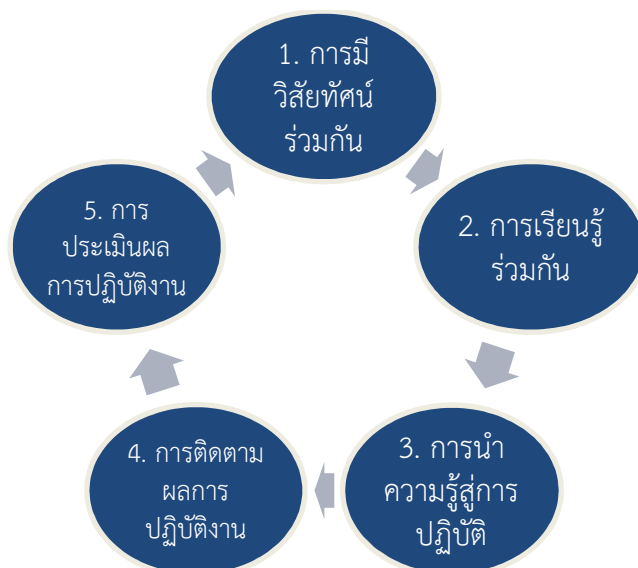 1. การมี
วิสัยทัศน์
ร่วมกัน
2. การเรียนรู้
ร่วมกัน
3. การนำ
ความรู้สู่การ
ปฏิบัติ
4. การติดตาม
ผลการ
ปฏิบัติงาน
5. การ
ประเมินผล
การปฏิบัติงาน